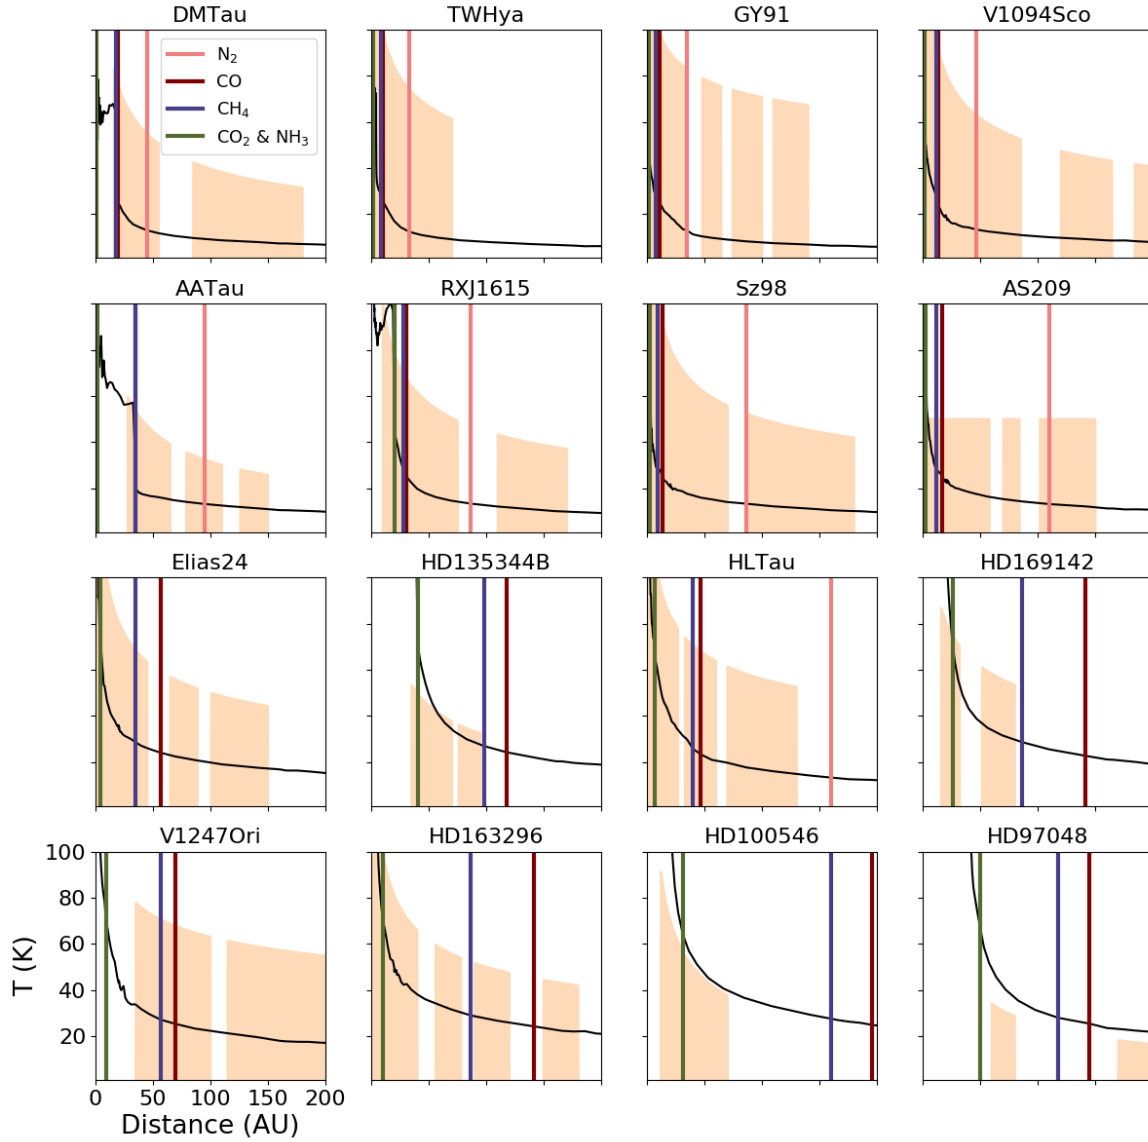 DMTau TWHya GY91 V1094Sco
N₂
CO
CH₄
CO₂ & NH₃
AATau RXJ1615 Sz98 AS209
Elias24 HD135344B HLTau HD169142
V1247Ori HD163296 HD100546 HD97048
100
80
60
40
20
T (K)
0 50 100 150 200
Distance (AU)